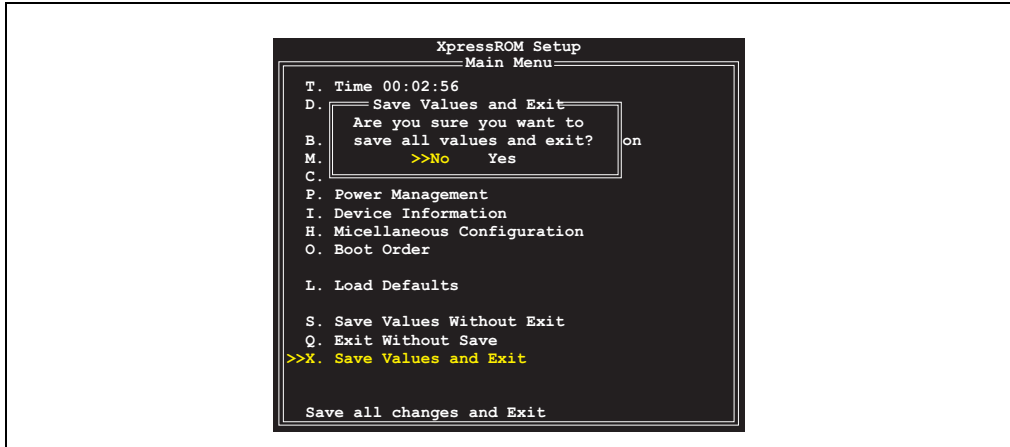 XpressROM Setup
Main Menu
T. Time 00:02:56
D.
Save Values and Exit
Are you sure you want to
save all values and exit?
>>No Yes
B. on
M.
C.
P. Power Management
I. Device Information
H. Micellaneous Configuration
O. Boot Order
L. Load Defaults
S. Save Values Without Exit
Q. Exit Without Save
>>X. Save Values and Exit
Save all changes and Exit